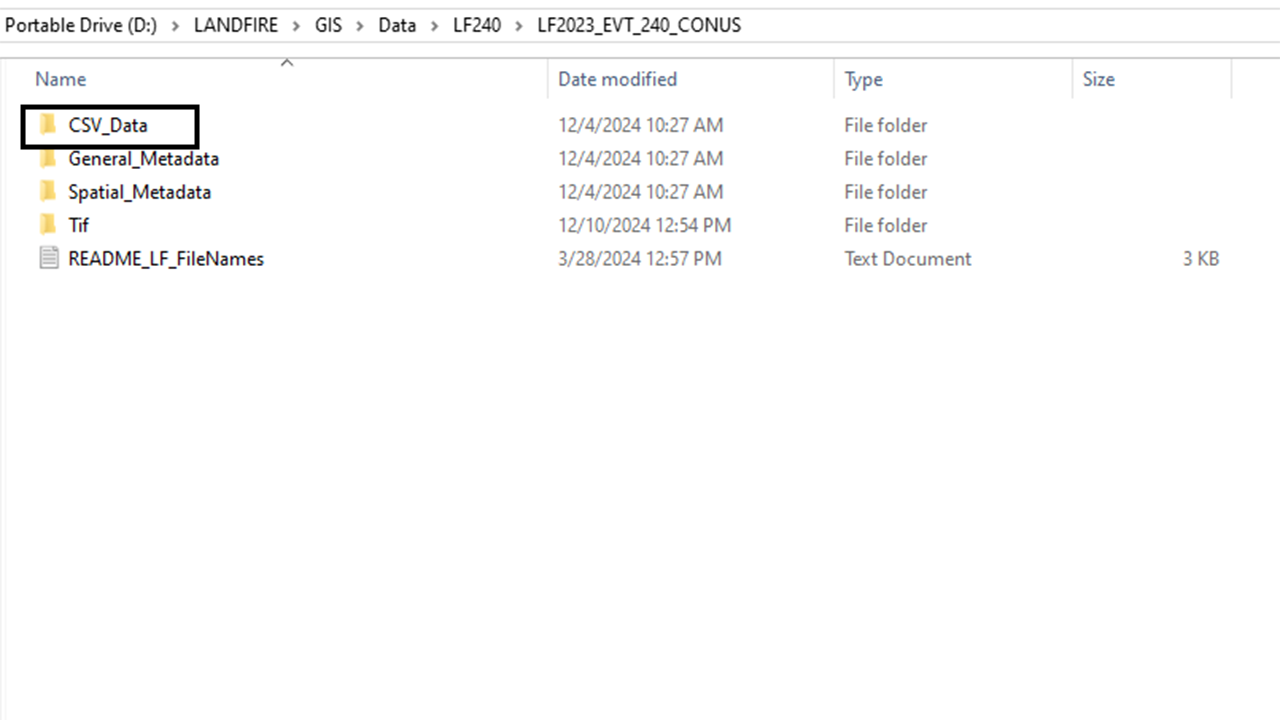 Portable Drive (D:) > LANDFIRE > GIS > Data > LF240 > LF2023_EVT_240_CONUS
Name Date modified Type Size
CSV_Data 12/4/2024 10:27 AM File folder
General_Metadata 12/4/2024 10:27 AM File folder
Spatial_Metadata 12/4/2024 10:27 AM File folder
Tif 12/10/2024 12:54 PM File folder
README_LF_FileNames 3/28/2024 12:57 PM Text Document 3 KB